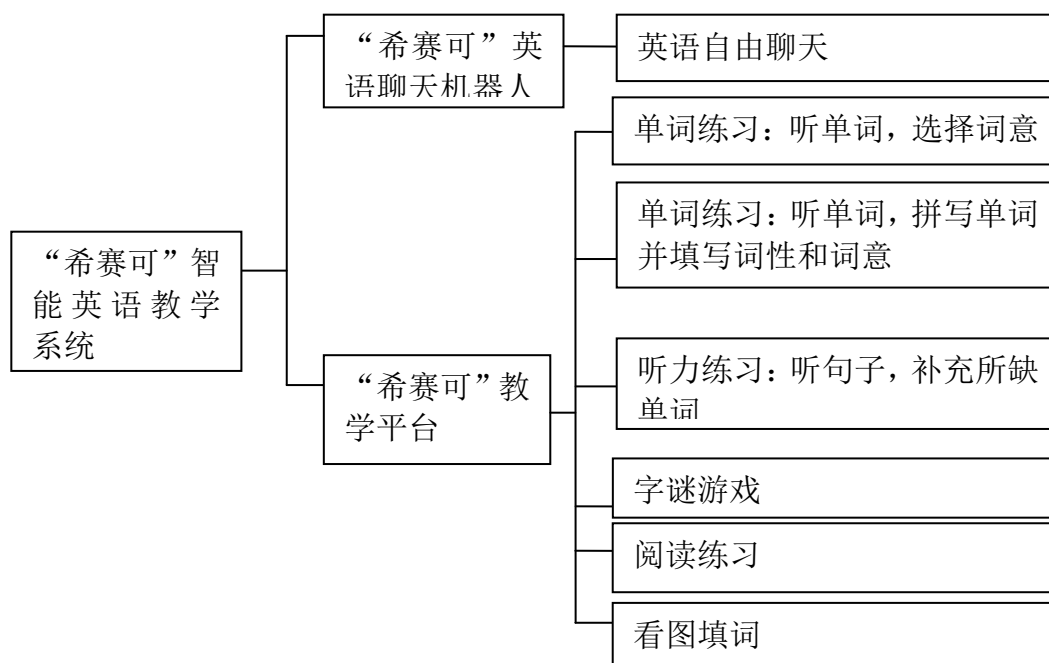 “希赛可”智
能英语教学
系统
“希赛可”英
语聊天机器人
英语自由聊天
“希赛可”教
学平台
单词练习：听单词，选择词意
单词练习：听单词，拼写单词
并填写词性和词意
听力练习：听句子，补充所缺
单词
字谜游戏
阅读练习
看图填词